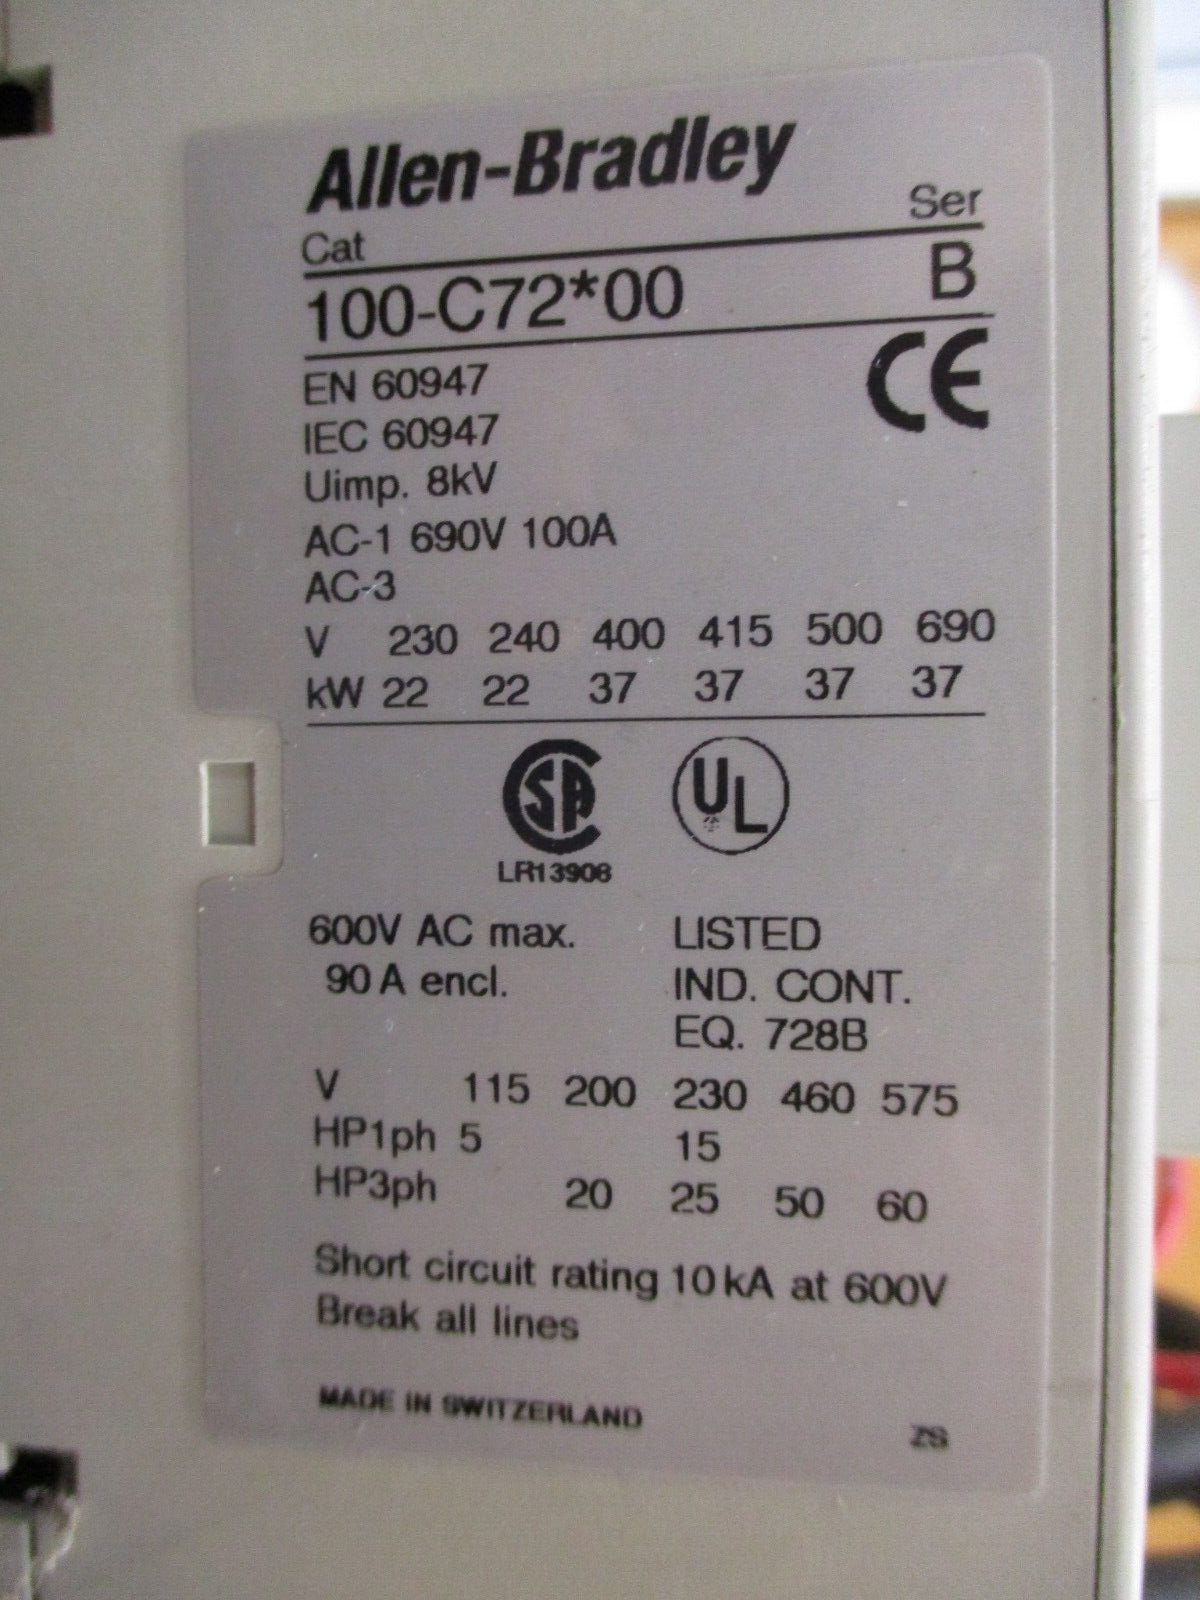 Allen-Bradley
Cat Ser
100-C72*00 B
CE
EN 60947
IEC 60947
Uimp. 8kV
AC-1 690V 100A
AC-3
V 230 240 400 415 500 690
kW 22 22 37 37 37 37
CSA UL
LR13908
600V AC max. LISTED
90 A encl. IND. CONT.
EQ. 728B
V 115 200 230 460 575
HP1ph 5 15
HP3ph 20 25 50 60
Short circuit rating 10 kA at 600V
Break all lines
MADE IN SWITZERLAND ZS